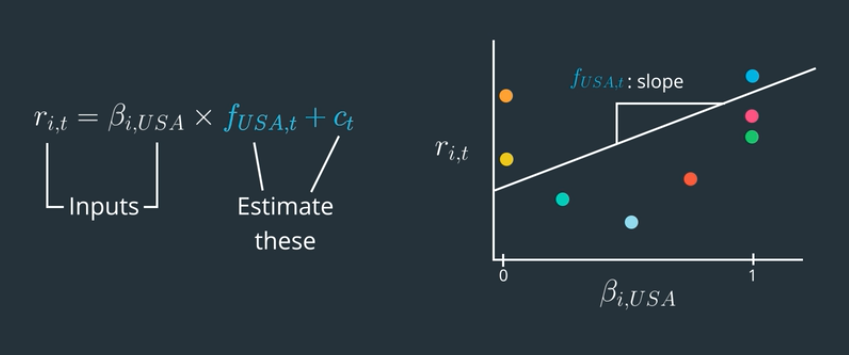 r_{i,t} = β_{i,USA} × f_{USA,t} + c_t
Inputs
Estimate
these
f_{USA,t}: slope
r_{i,t}
0
1
β_{i,USA}